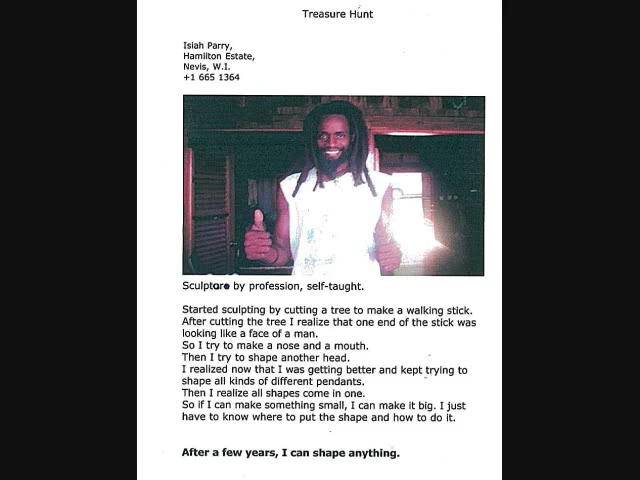 Treasure Hunt
Isiah Parry,
Hamilton Estate,
Nevis, W.I.
+1 665 1364
Sculptore by profession, self-taught.
Started sculpting by cutting a tree to make a walking stick.
After cutting the tree I realize that one end of the stick was
looking like a face of a man.
So I try to make a nose and a mouth.
Then I try to shape another head.
I realized now that I was getting better and kept trying to
shape all kinds of different pendants.
Then I realize all shapes come in one.
So if I can make something small, I can make it big. I just
have to know where to put the shape and how to do it.
After a few years, I can shape anything.